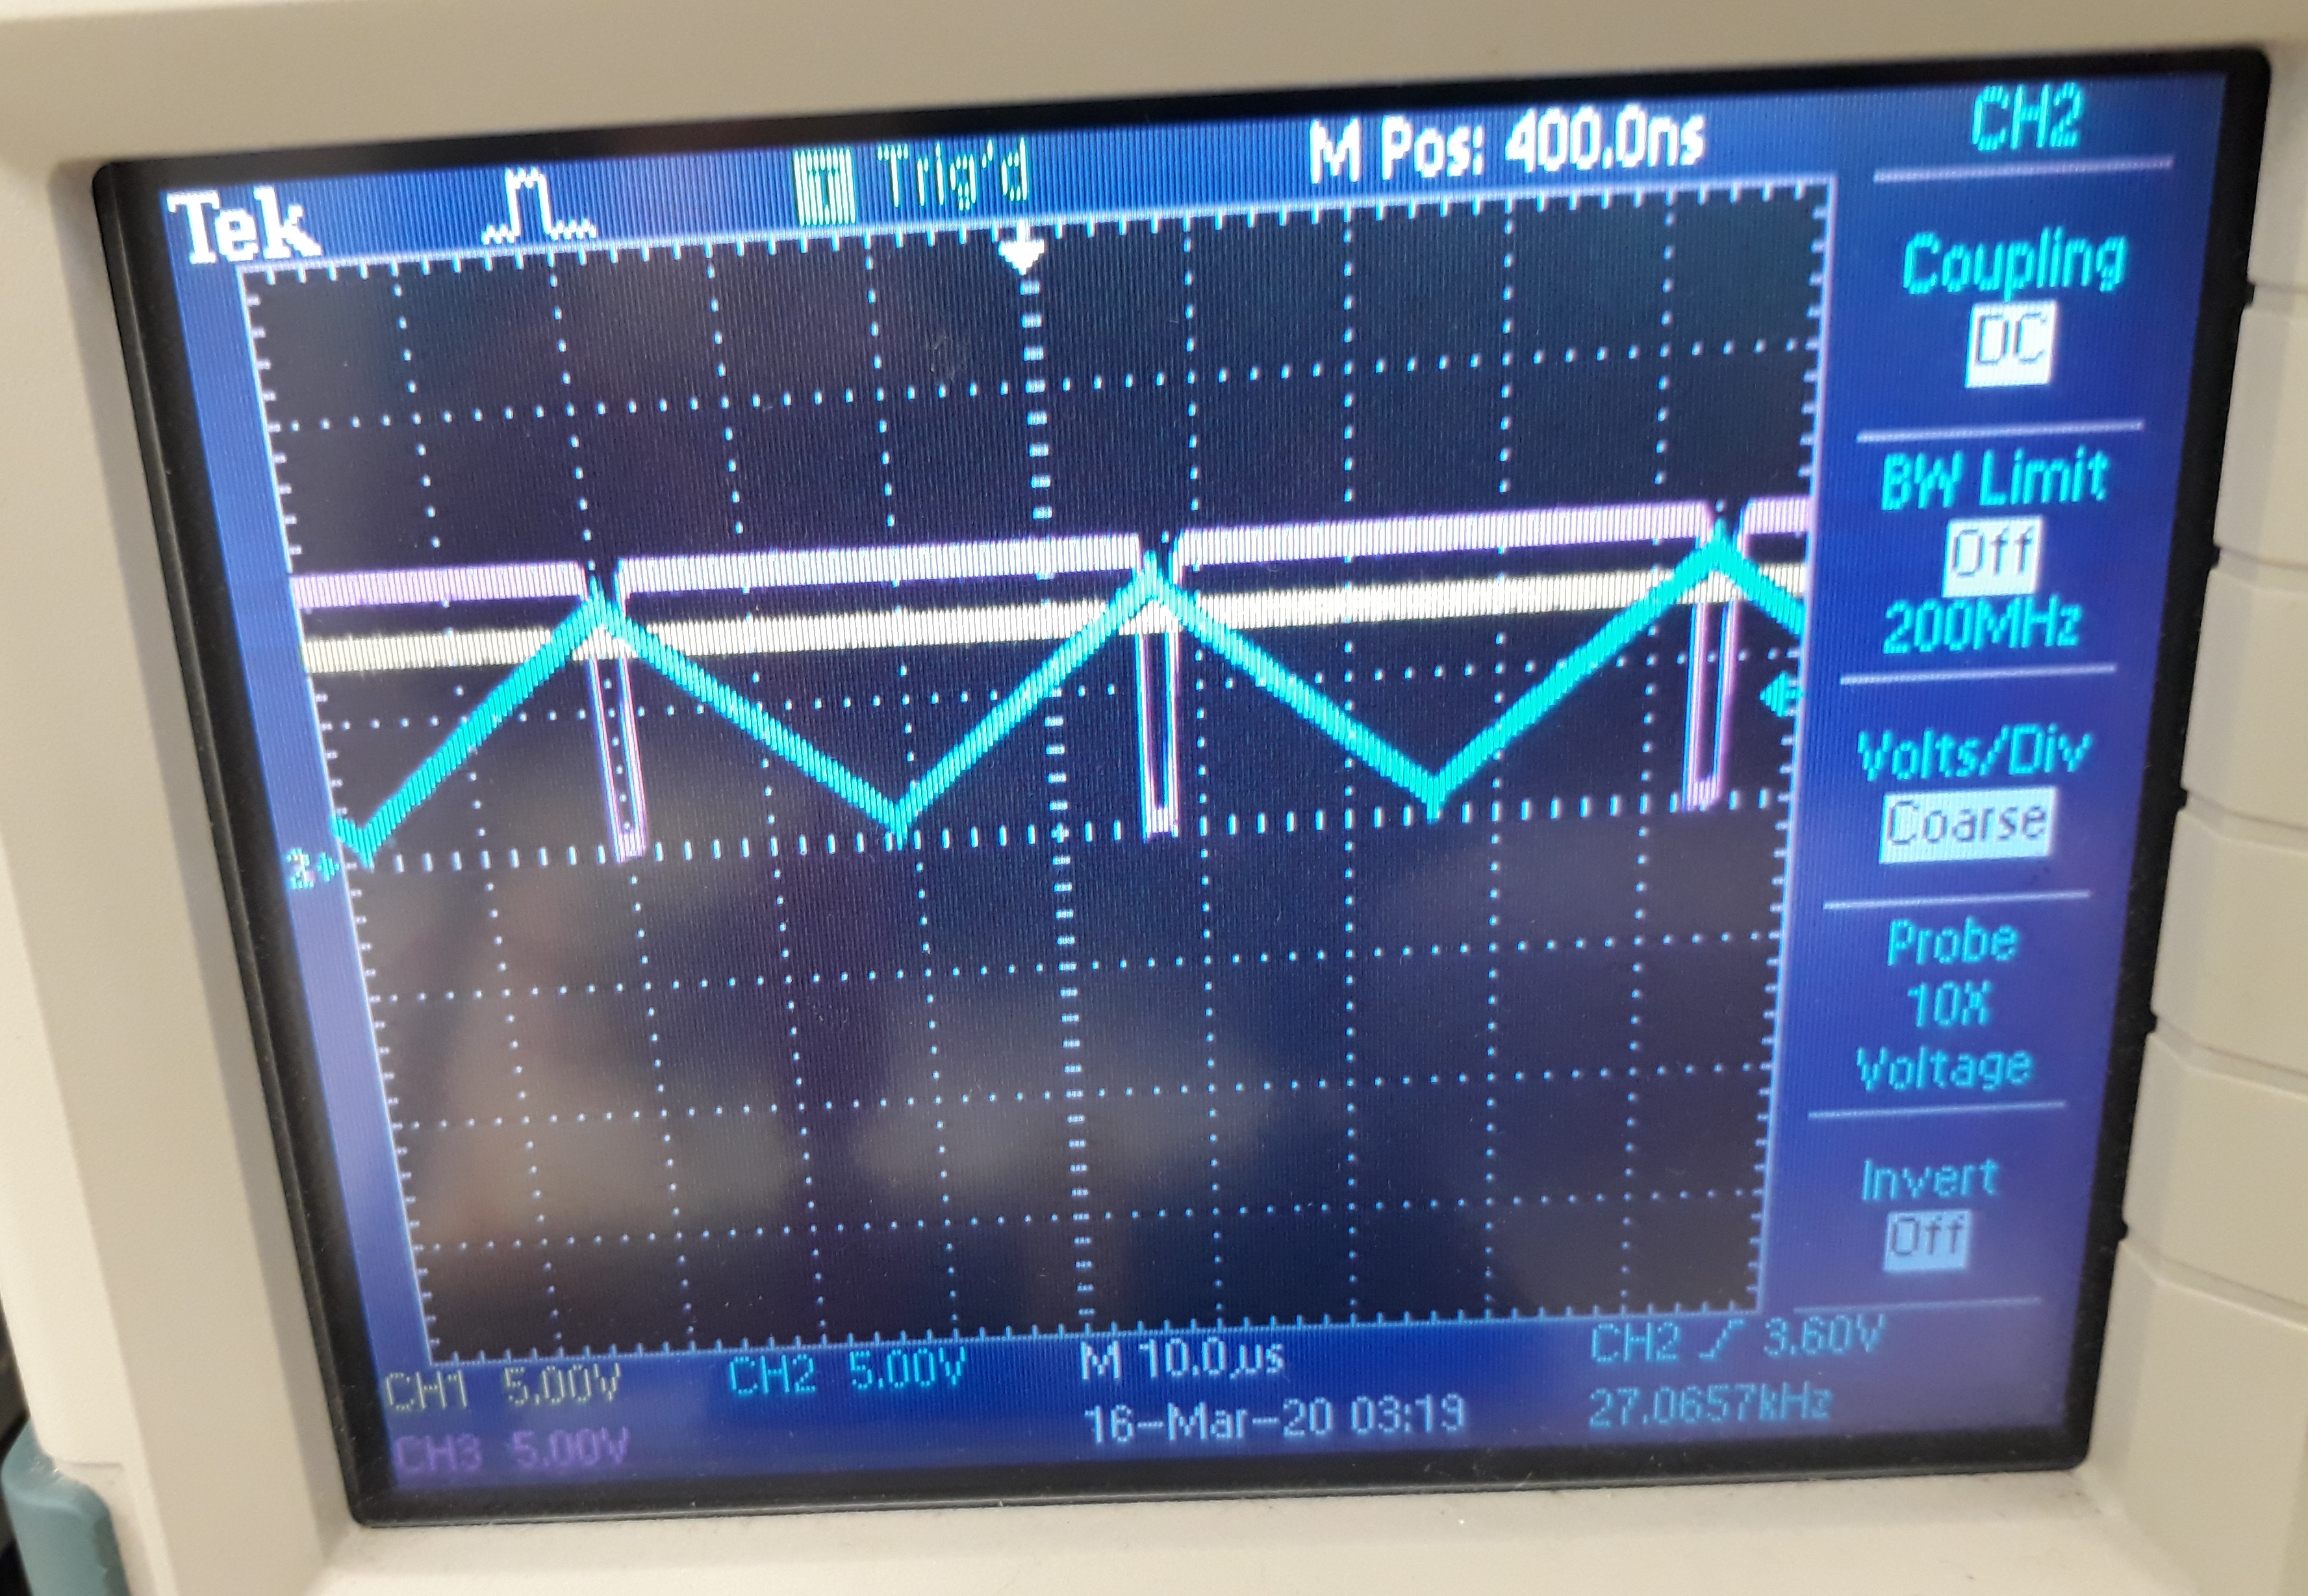 Tek
T Trig'd
M Pos: 400.0ns
CH2
Coupling
DC
BW Limit
Off
200MHz
Volts/Div
Coarse
Probe
10X
Voltage
Invert
Off
2
CH1 5.00V
CH2 5.00V
M 10.0µs
CH2 3.60V
CH3 5.00V
16-Mar-20 03:19
27.0657kHz